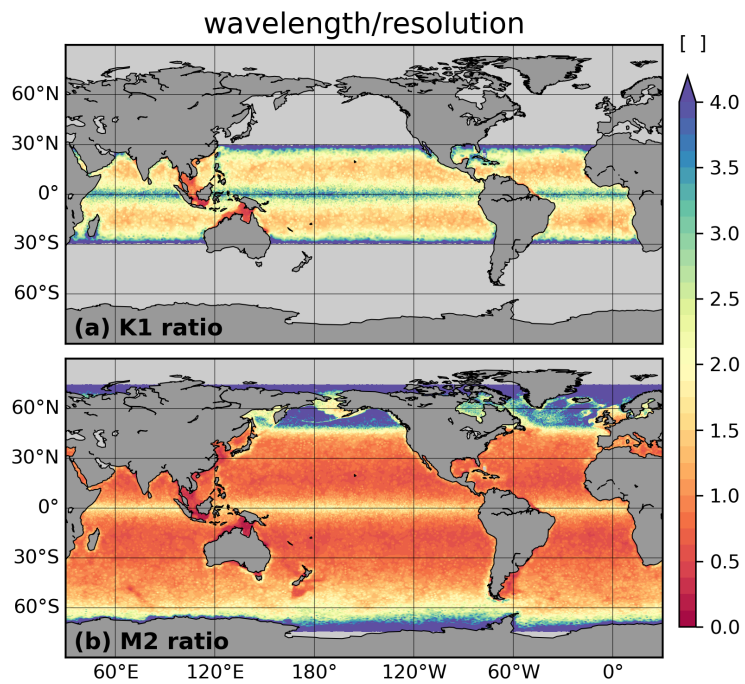 wavelength/resolution
[ ]
60°N
30°N
0°
30°S
60°S
(a) K1 ratio
60°N
30°N
0°
30°S
60°S
(b) M2 ratio
60°E 120°E 180° 120°W 60°W 0°
4.0
3.5
3.0
2.5
2.0
1.5
1.0
0.5
0.0